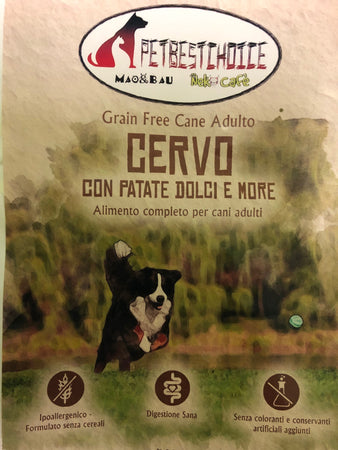 PETBESTCHOICE
MAO&BAU Ñuk Cafè
Grain Free Cane Adulto
CERVO
CON PATATE DOLCI E MORE
Alimento completo per cani adulti
Ipoallergenico -
Formulato senza cereali
Digestione Sana
Senza coloranti e conservanti
artificiali aggiunti